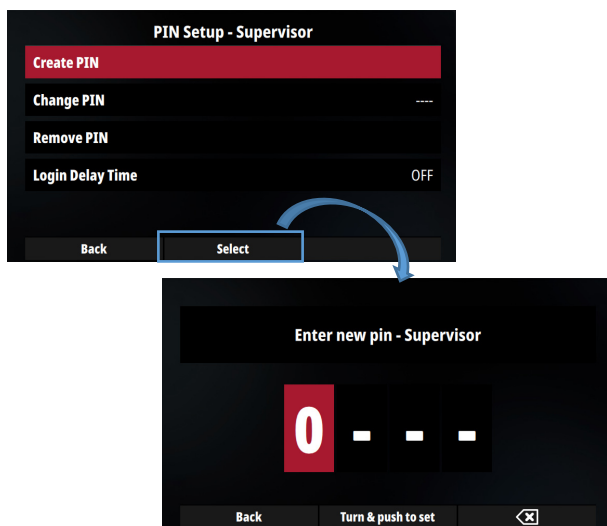 PIN Setup - Supervisor
Create PIN
Change PIN ----
Remove PIN
Login Delay Time OFF
Back Select
Enter new pin - Supervisor
0 - - -
Back Turn & push to set